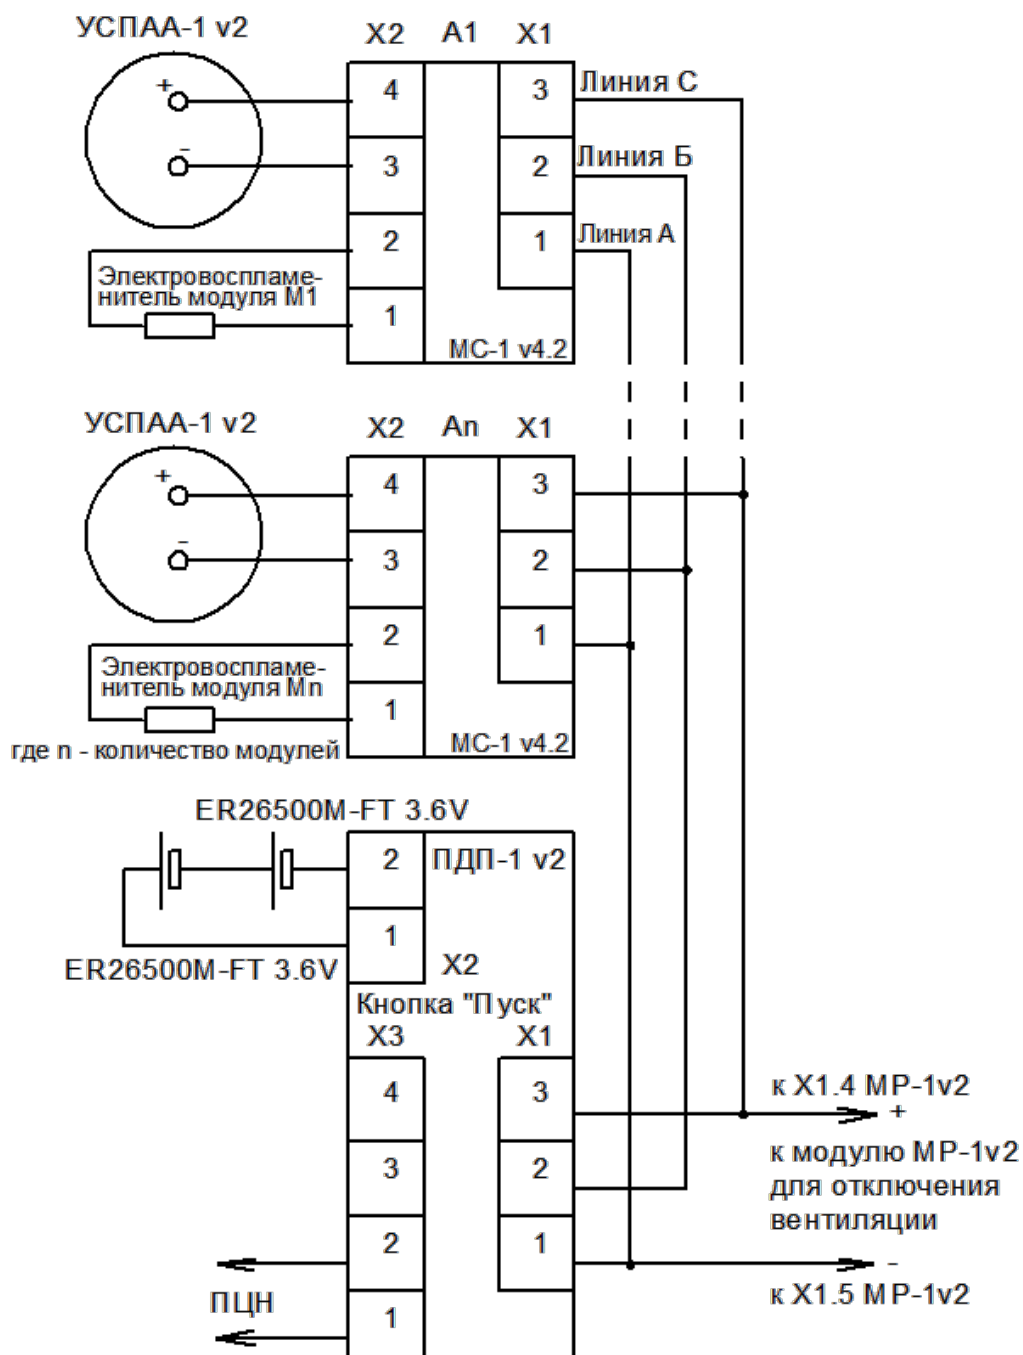 УСПАА-1 v2
X2 A1 X1
+
4 3 Линия С
-
3 2 Линия Б
2 1 Линия А
Электровоспламе-
нитель модуля М1
1
МС-1 v4.2
УСПАА-1 v2
X2 An X1
+
4 3
-
3 2
2 1
Электровоспламе-
нитель модуля Mn
1
где n - количество модулей
МС-1 v4.2
ER26500M-FT 3.6V
2 ПДП-1 v2
1
ER26500M-FT 3.6V
X2
Кнопка "Пуск"
X3 X1
4 3
к X1.4 МР-1v2
+
3 2
к модулю МР-1v2
для отключения
вентиляции
2 1
-
к X1.5 МР-1v2
ПЦН
1